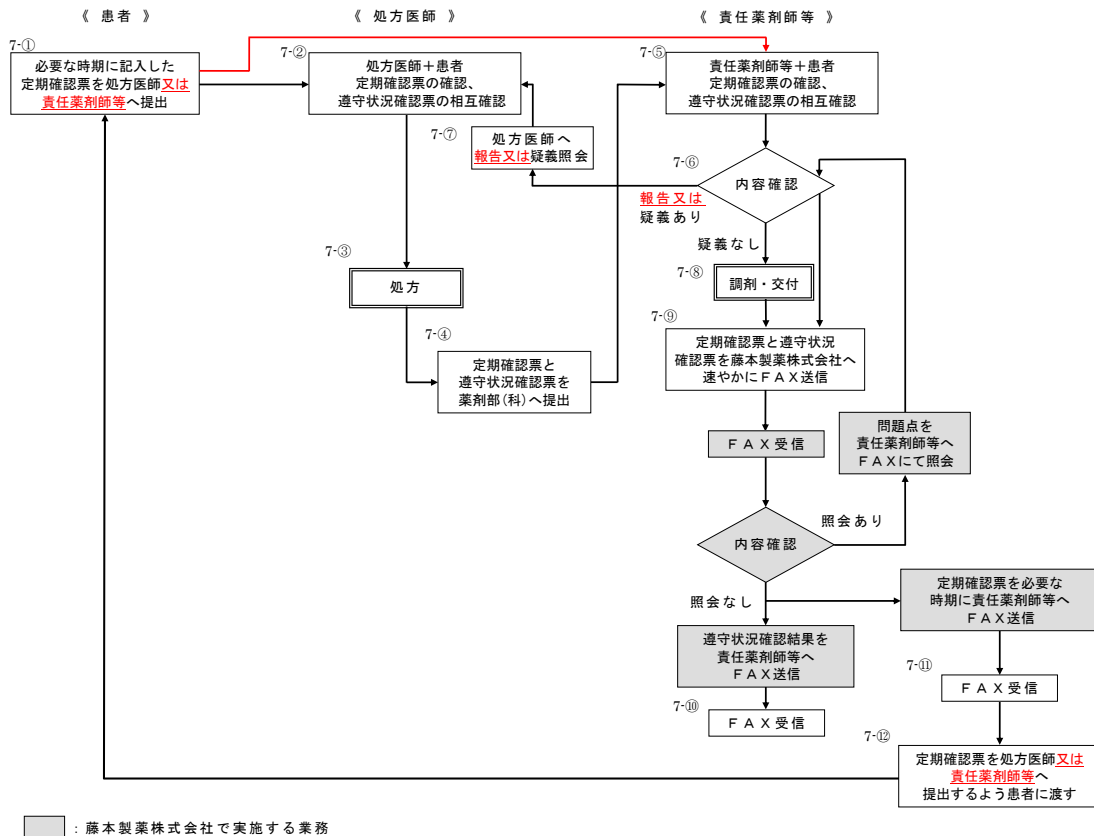 《 患者 》
《 処方医師 》
《 責任薬剤師等 》
7-①
必要な時期に記入した
定期確認票を処方医師又は
責任薬剤師等へ提出
7-②
処方医師＋患者
定期確認票の確認、
遵守状況確認票の相互確認
7-⑤
責任薬剤師等＋患者
定期確認票の確認、
遵守状況確認票の相互確認
7-⑦
処方医師へ
報告又は疑義照会
7-⑥
内容確認
報告又は
疑義あり
疑義なし
7-③
処方
7-⑧
調剤・交付
7-④
定期確認票と
遵守状況確認票を
薬剤部(科)へ提出
7-⑨
定期確認票と遵守状況
確認票を藤本製薬株式会社へ
速やかにＦＡＸ送信
ＦＡＸ受信
問題点を
責任薬剤師等へ
ＦＡＸにて照会
内容確認
照会あり
照会なし
定期確認票を必要な
時期に責任薬剤師等へ
ＦＡＸ送信
遵守状況確認結果を
責任薬剤師等へ
ＦＡＸ送信
7-⑪
ＦＡＸ受信
7-⑩
ＦＡＸ受信
7-⑫
定期確認票を処方医師又は
責任薬剤師等へ
提出するよう患者に渡す
：藤本製薬株式会社で実施する業務